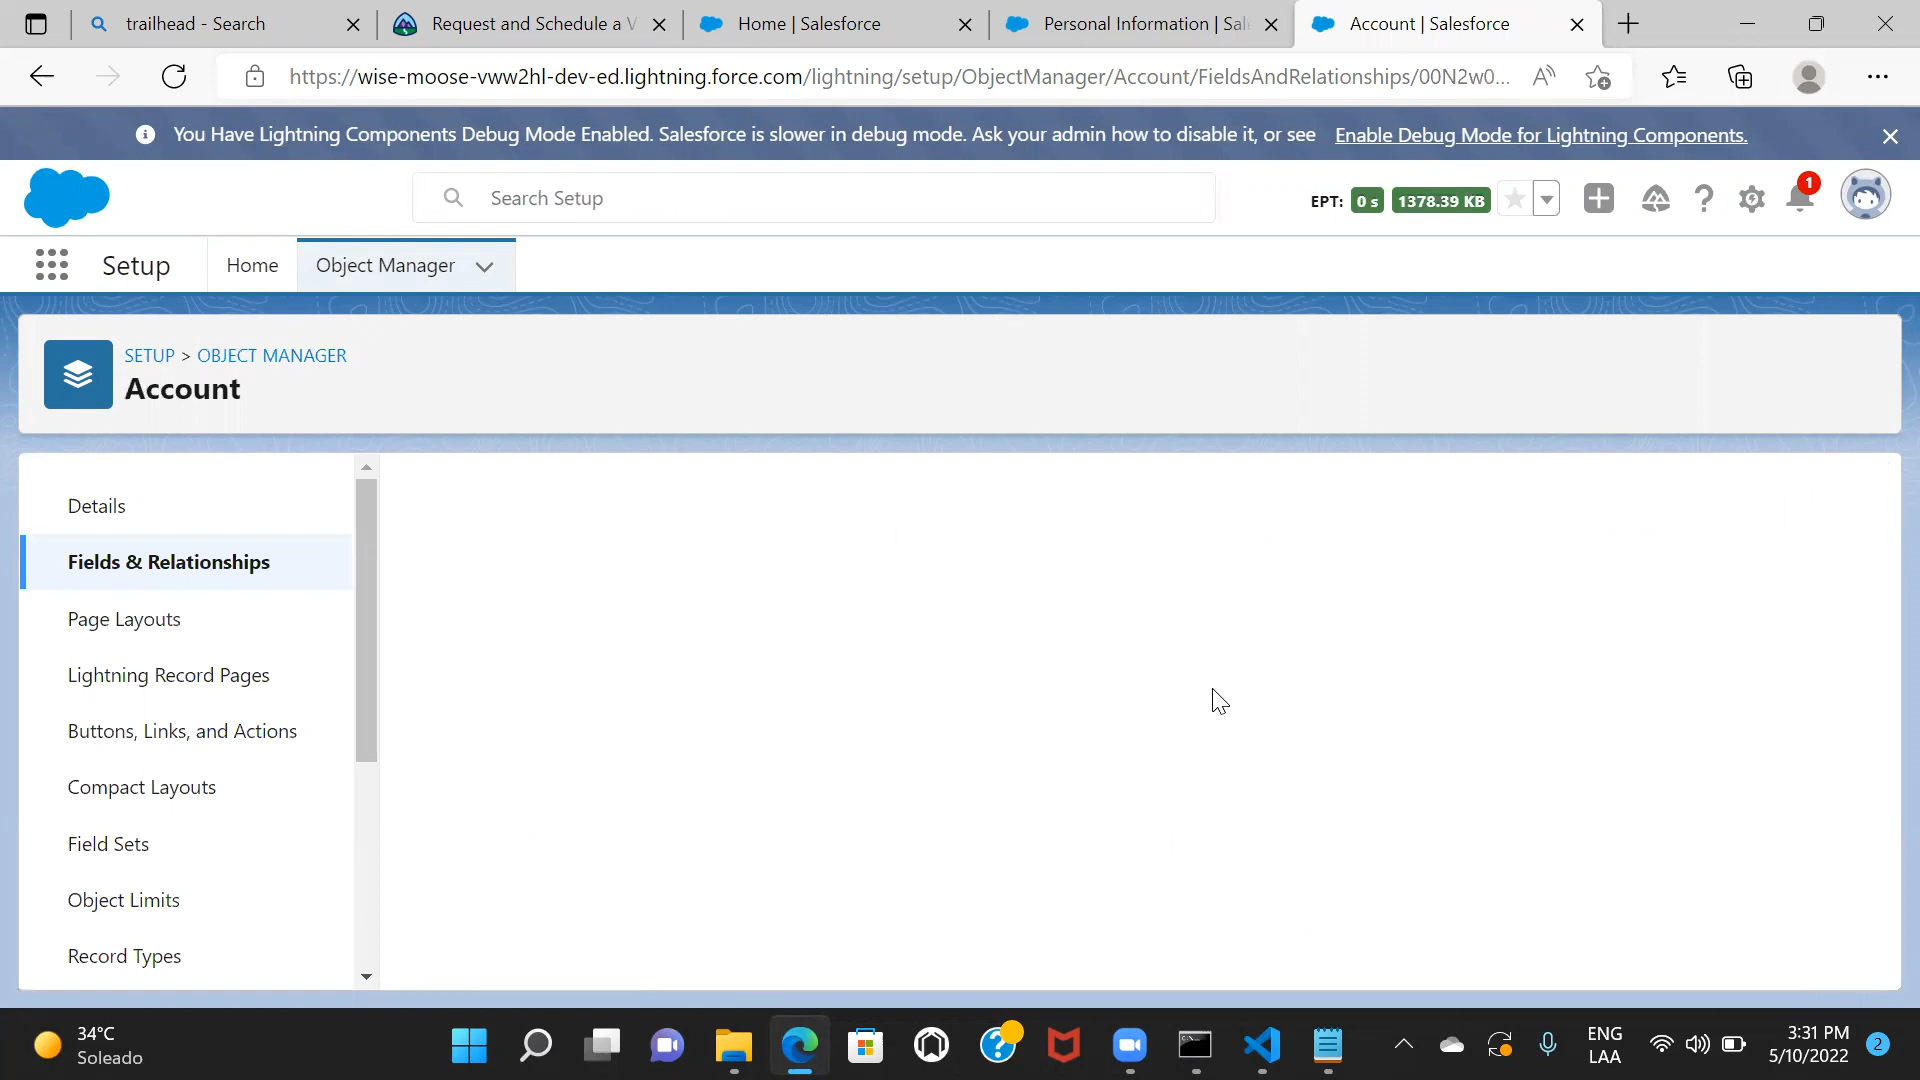 trailhead - Search
Request and Schedule a V
Home | Salesforce
Personal Information | Sal
Account | Salesforce
https://wise-moose-vww2hl-dev-ed.lightning.force.com/lightning/setup/ObjectManager/Account/FieldsAndRelationships/00N2w0...
You Have Lightning Components Debug Mode Enabled. Salesforce is slower in debug mode. Ask your admin how to disable it, or see Enable Debug Mode for Lightning Components.
Search Setup
EPT: 0 s 1378.39 KB
1
Setup
Home
Object Manager
SETUP > OBJECT MANAGER
Account
Details
Fields & Relationships
Page Layouts
Lightning Record Pages
Buttons, Links, and Actions
Compact Layouts
Field Sets
Object Limits
Record Types
34°C
Soleado
ENG
LAA
3:31 PM
5/10/2022
2